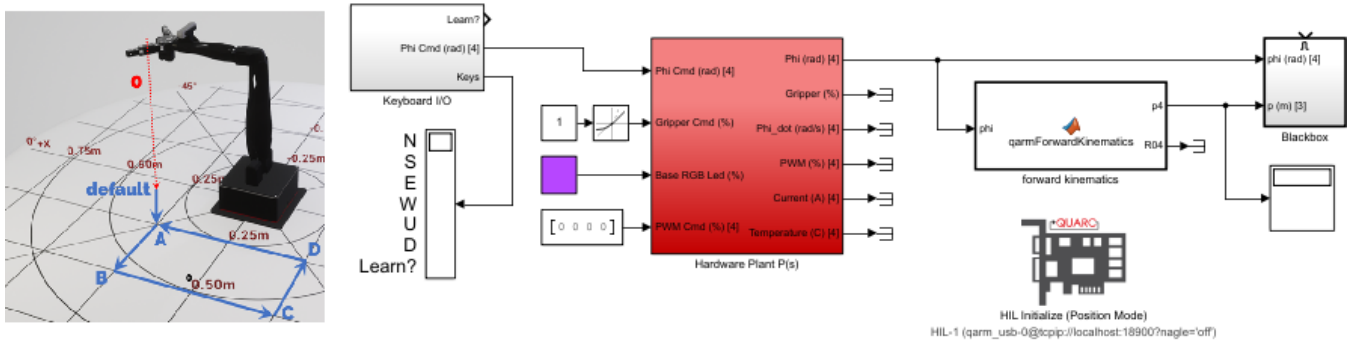 0
45°
0°+X
0.75m
0.60m
default
0.25m
-0.25m
A
0.25m
D
B
0.50m
C
Learn?
Phi Cmd (rad) [4]
Keys
Keyboard I/O
N
S
E
W
U
D
Learn?
1
[0 0 0 0]
Phi Cmd (rad) [4]
Gripper Cmd (%)
Base RGB Led (%)
PWM Cmd (%) [4]
Phi (rad) [4]
Gripper (%)
Phi_dot (rad/s) [4]
PWM (%) [4]
Current (A) [4]
Temperature (C) [4]
Hardware Plant P(s)
phi
qarmForwardKinematics
p4
R04
forward kinematics
phi (rad) [4]
p (m) [3]
Blackbox
QUARC
HIL Initialize (Position Mode)
HIL-1 (qarm_usb-0@tcpip://localhost:18900?nagle='off')